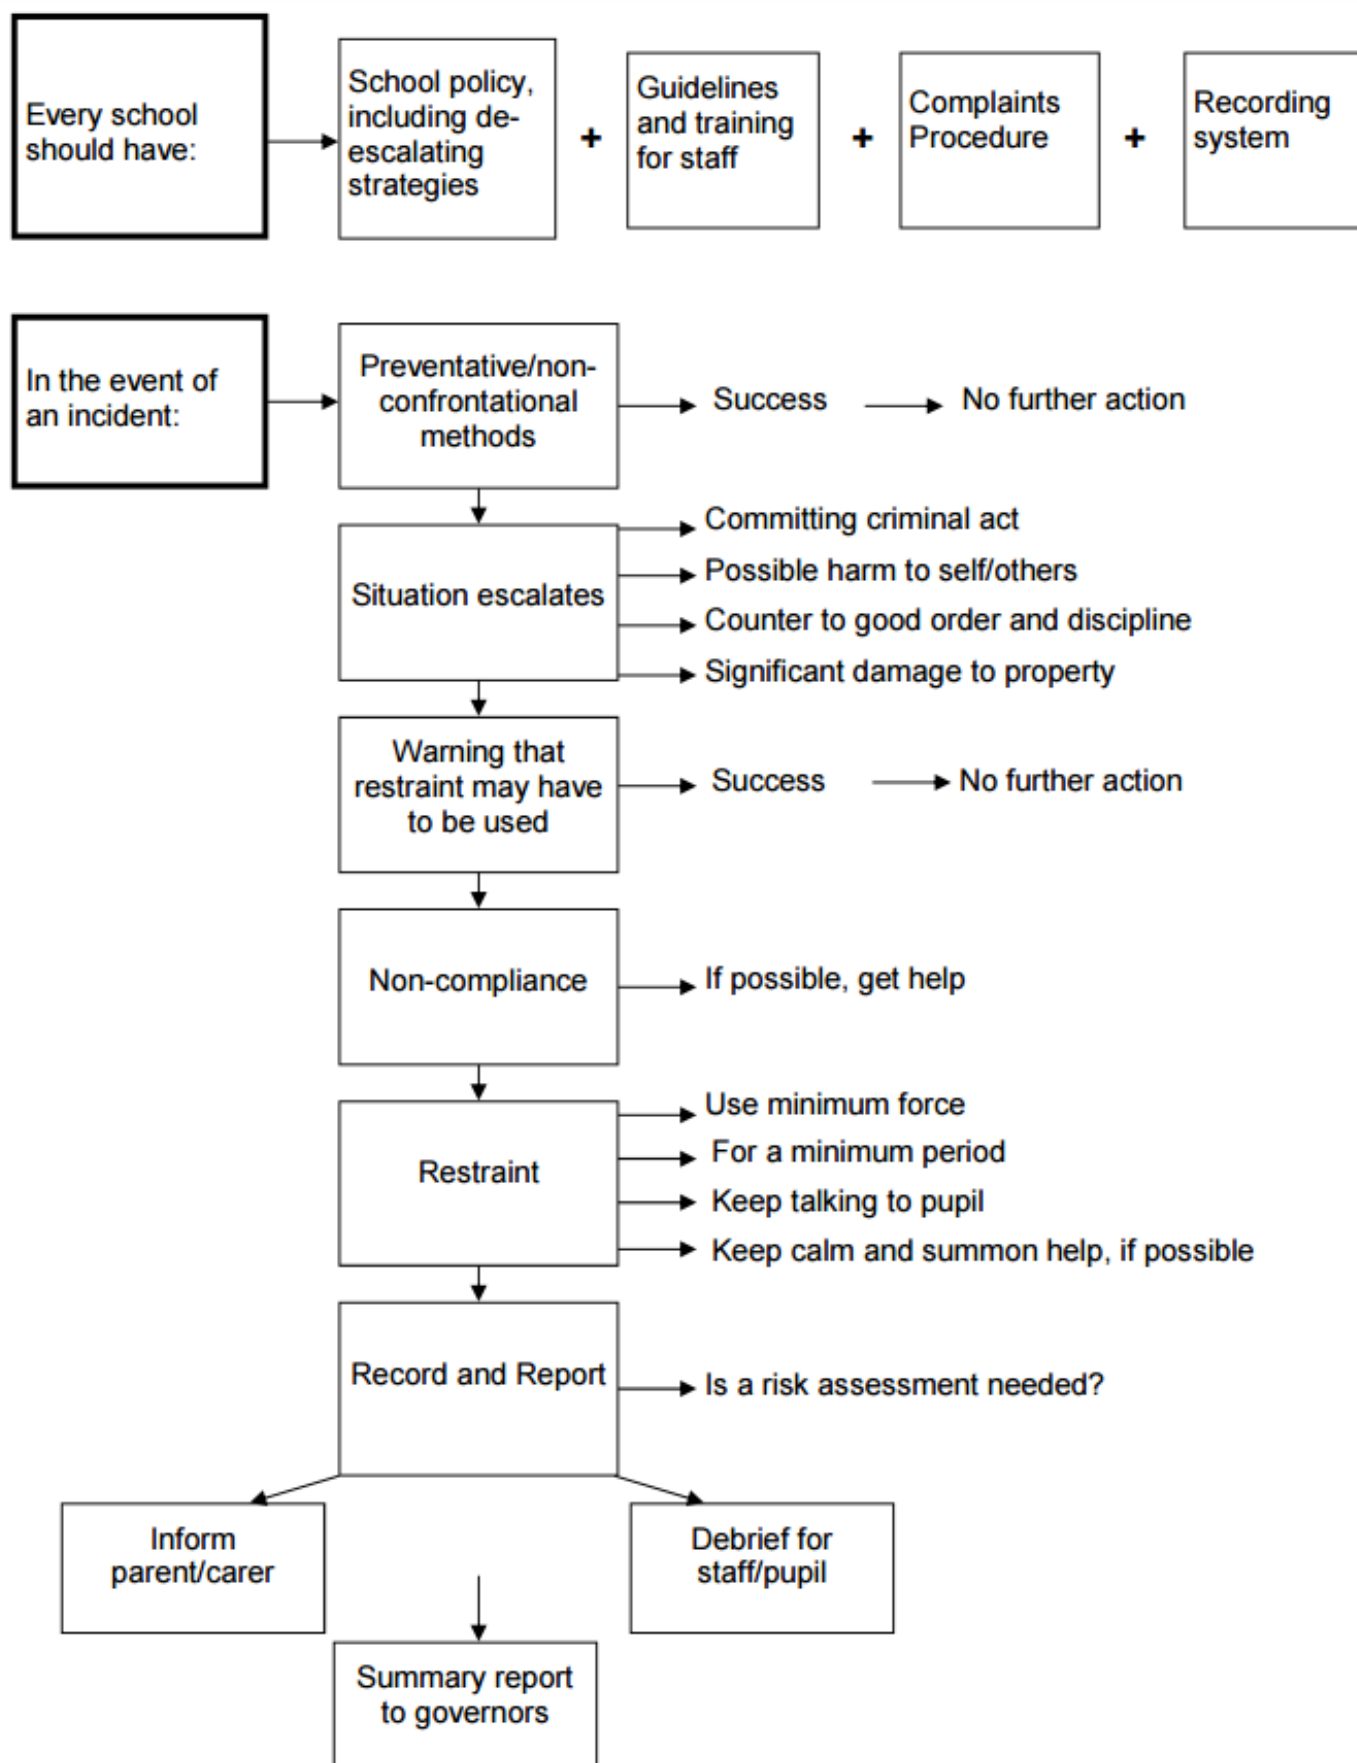 Every school
should have:
School policy,
including de-
escalating
strategies
+
Guidelines
and training
for staff
+
Complaints
Procedure
+
Recording
system
In the event of
an incident:
Preventative/non-
confrontational
methods
Success
No further action
Situation escalates
Committing criminal act
Possible harm to self/others
Counter to good order and discipline
Significant damage to property
Warning that
restraint may have
to be used
Success
No further action
Non-compliance
If possible, get help
Restraint
Use minimum force
For a minimum period
Keep talking to pupil
Keep calm and summon help, if possible
Record and Report
Is a risk assessment needed?
Inform
parent/carer
Debrief for
staff/pupil
Summary report
to governors